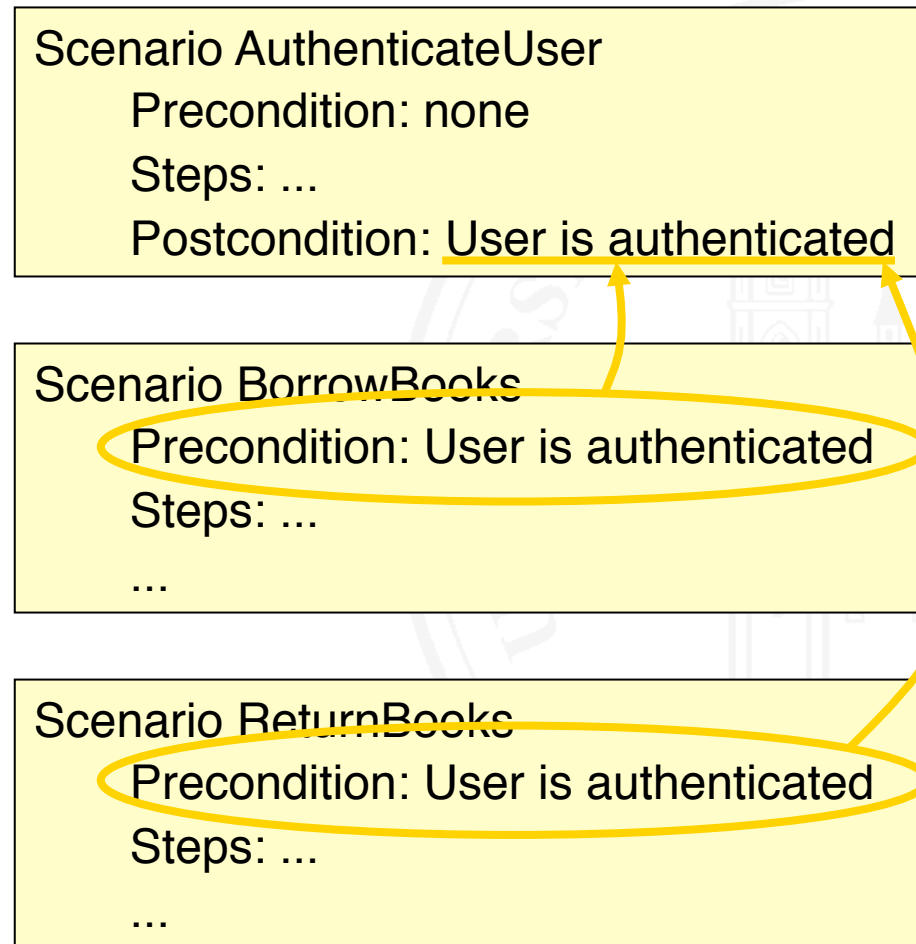 Scenario AuthenticateUser
Precondition: none
Steps: ...
Postcondition: User is authenticated
Scenario BorrowBooks
Precondition: User is authenticated
Steps: ...
...
Scenario ReturnBooks
Precondition: User is authenticated
Steps: ...
...